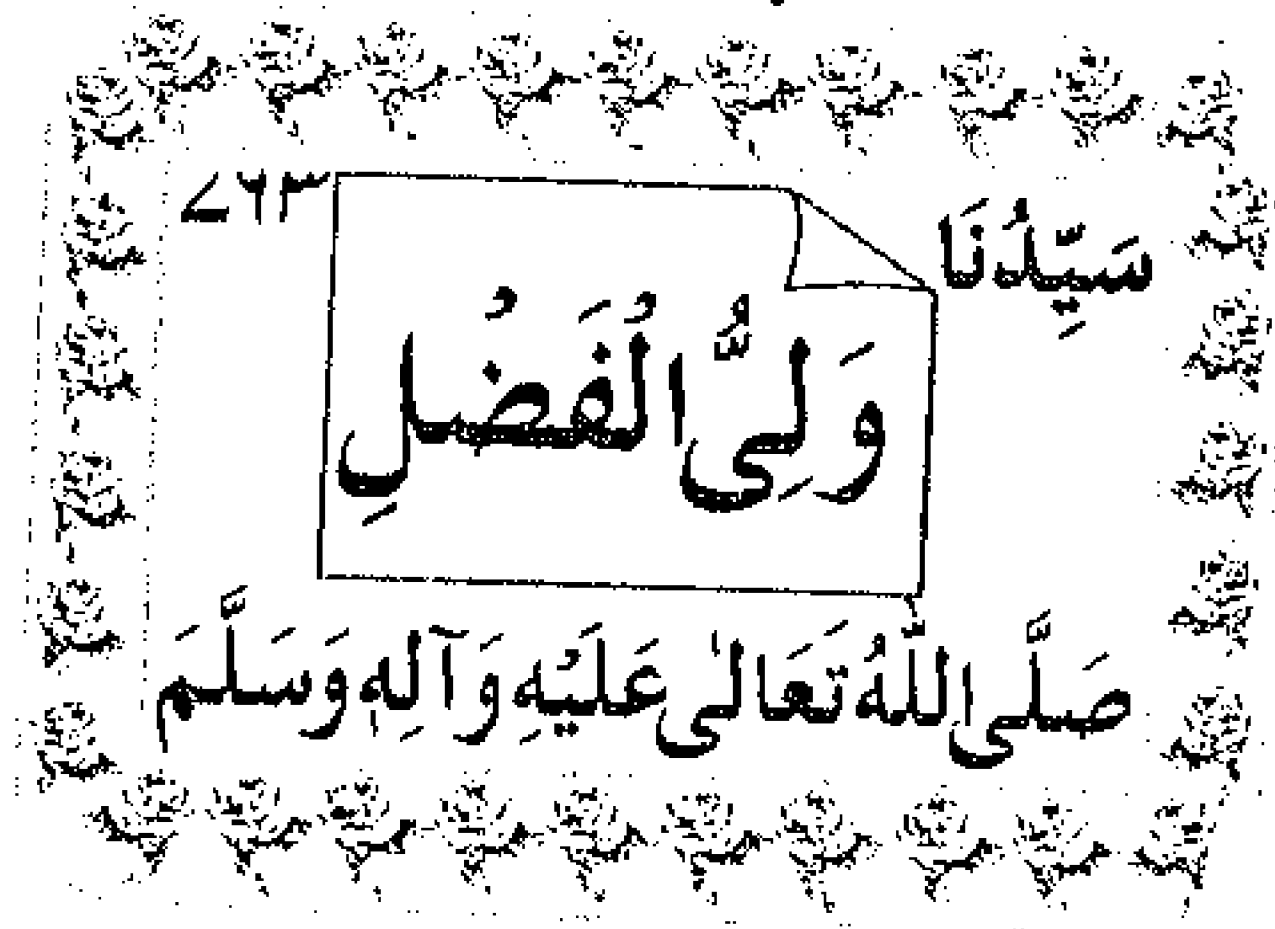 سَیِّدُنَا ۷۶۳
وَلِیُّ الْفَضْلِ
صَلَّی اللّٰهُ تَعَالٰی عَلَیْهِ وَ آلِهٖ وَسَلَّمَ